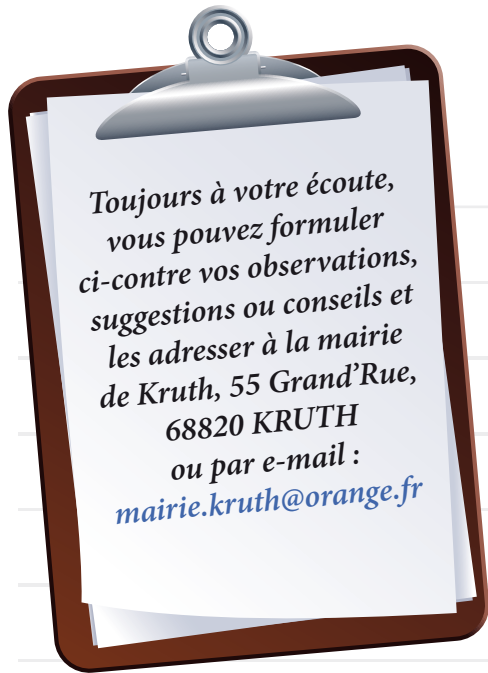 Toujours à votre écoute,
vous pouvez formuler
ci-contre vos observations,
suggestions ou conseils et
les adresser à la mairie
de Kruth, 55 Grand’Rue,
68820 KRUTH
ou par e-mail :
mairie.kruth@orange.fr